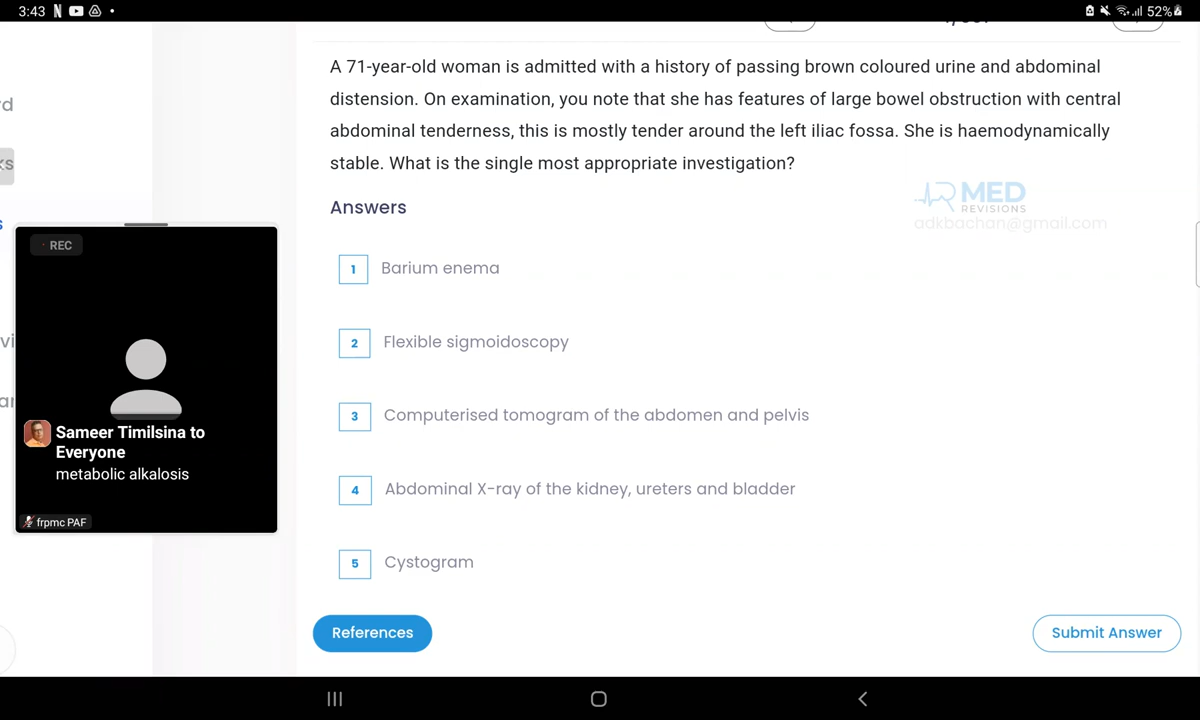 3:43
52%
A 71-year-old woman is admitted with a history of passing brown coloured urine and abdominal
distension. On examination, you note that she has features of large bowel obstruction with central
abdominal tenderness, this is mostly tender around the left iliac fossa. She is haemodynamically
stable. What is the single most appropriate investigation?
MED
REVISIONS
adkbachan@gmail.com
Answers
1 Barium enema
2 Flexible sigmoidoscopy
3 Computerised tomogram of the abdomen and pelvis
4 Abdominal X-ray of the kidney, ureters and bladder
5 Cystogram
References
Submit Answer
REC
Sameer Timilsina to
Everyone
metabolic alkalosis
frpmc PAF